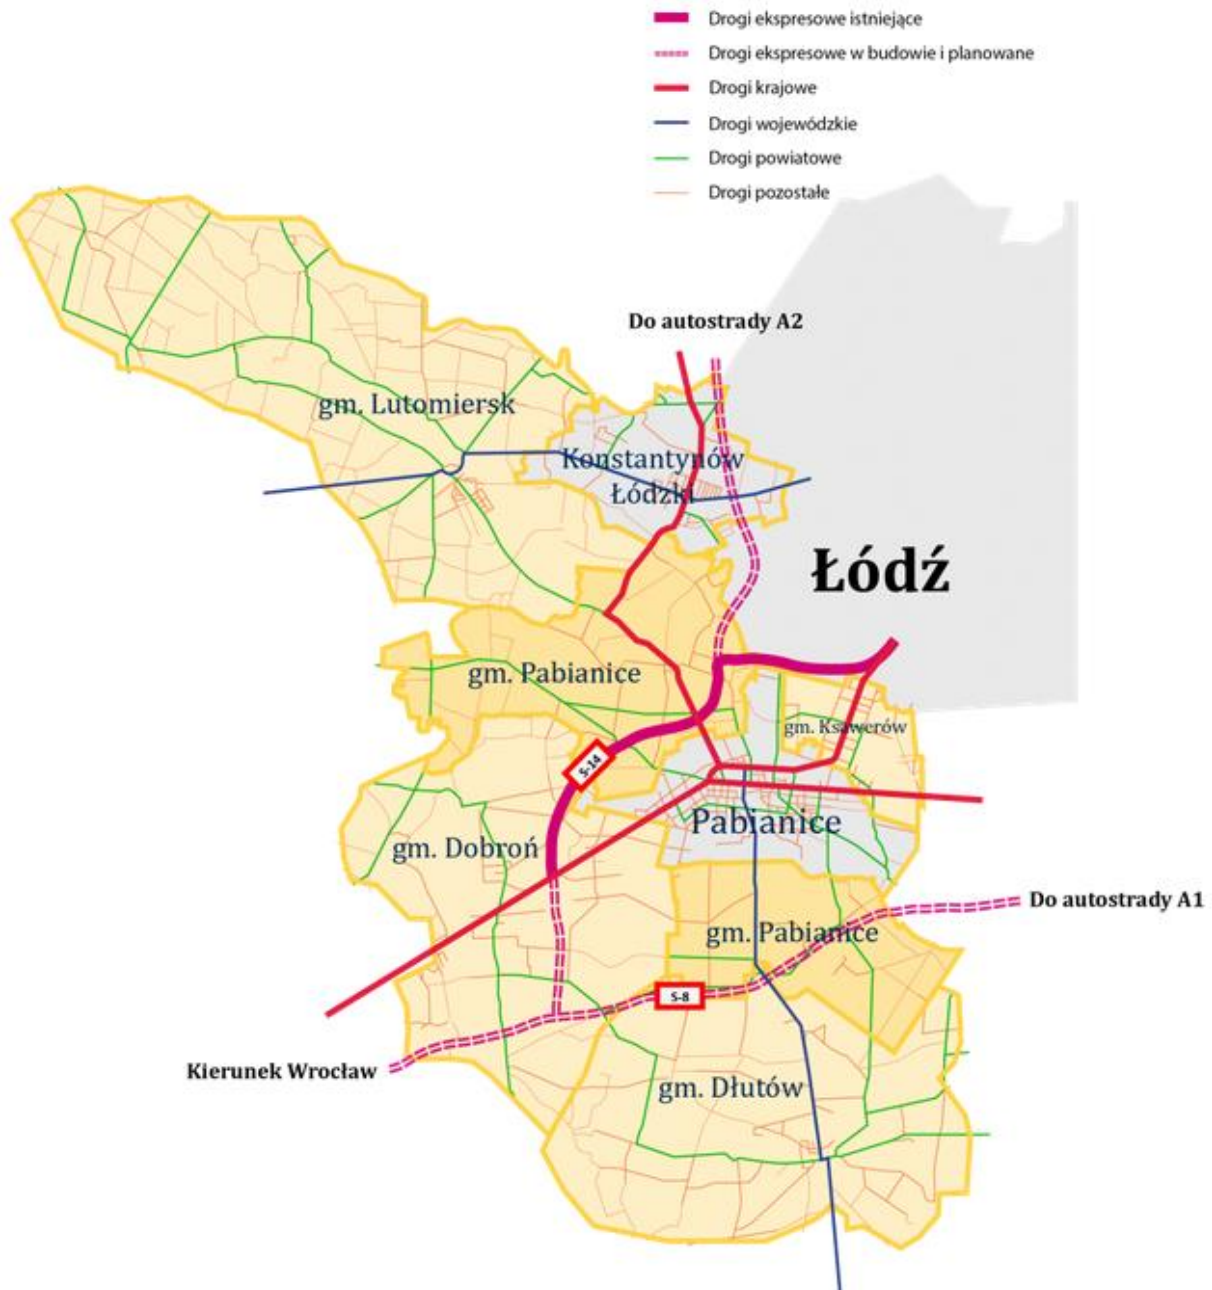 Drogi ekspresowe istniejące
Drogi ekspresowe w budowie i planowane
Drogi krajowe
Drogi wojewódzkie
Drogi powiatowe
Drogi pozostałe
Do autostrady A2
gm. Lutomiersk
Konstantynów
Łódzki
Łódź
gm. Pabianice
gm. Ksawerów
S-14
Pabianice
gm. Dobroń
Do autostrady A1
gm. Pabianice
S-8
Kierunek Wrocław
gm. Dłutów